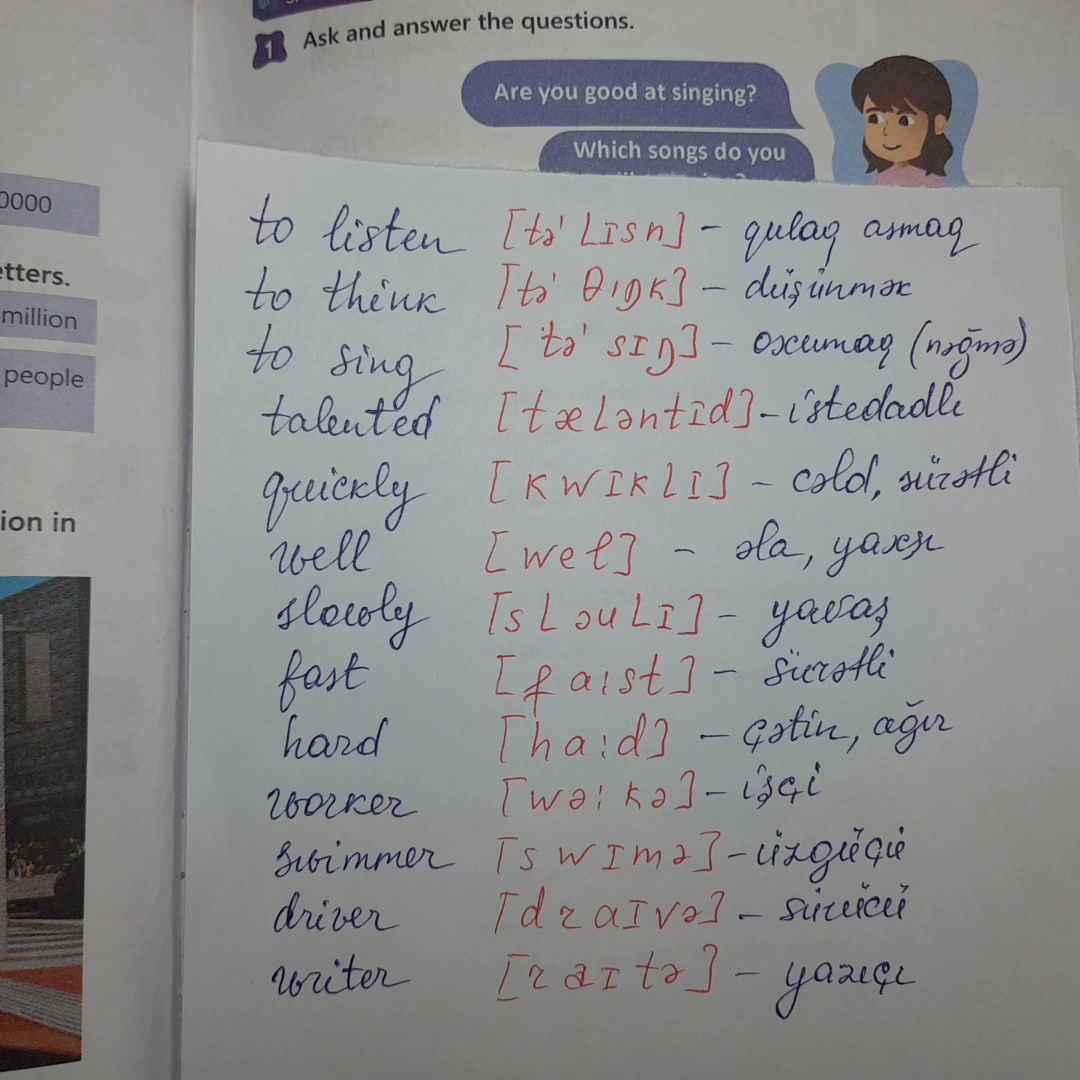 1 Ask and answer the questions.
Are you good at singing?
Which songs do you
0000
etters.
million
people
ion in
to listen [tə' lɪsn] – qulaq asmaq
to think [tə' θıŋk] – düşünmək
to sing ['tə' sɪŋ] – oxumaq (nəğmə)
talented [tæləntɪd] – istedadlı
quickly [kwɪklɪ] – cəld, sürətli
well [wel] – əla, yaxşı
slowly [sləulɪ] – yavaş
fast [fa:st] – sürətli
hard [ha:d] – çətin, ağır
worker [wə:kə] – işçi
swimmer [swɪmə] – üzgüçü
driver [draɪvə] – sürücü
writer [raɪtə] – yazıçı